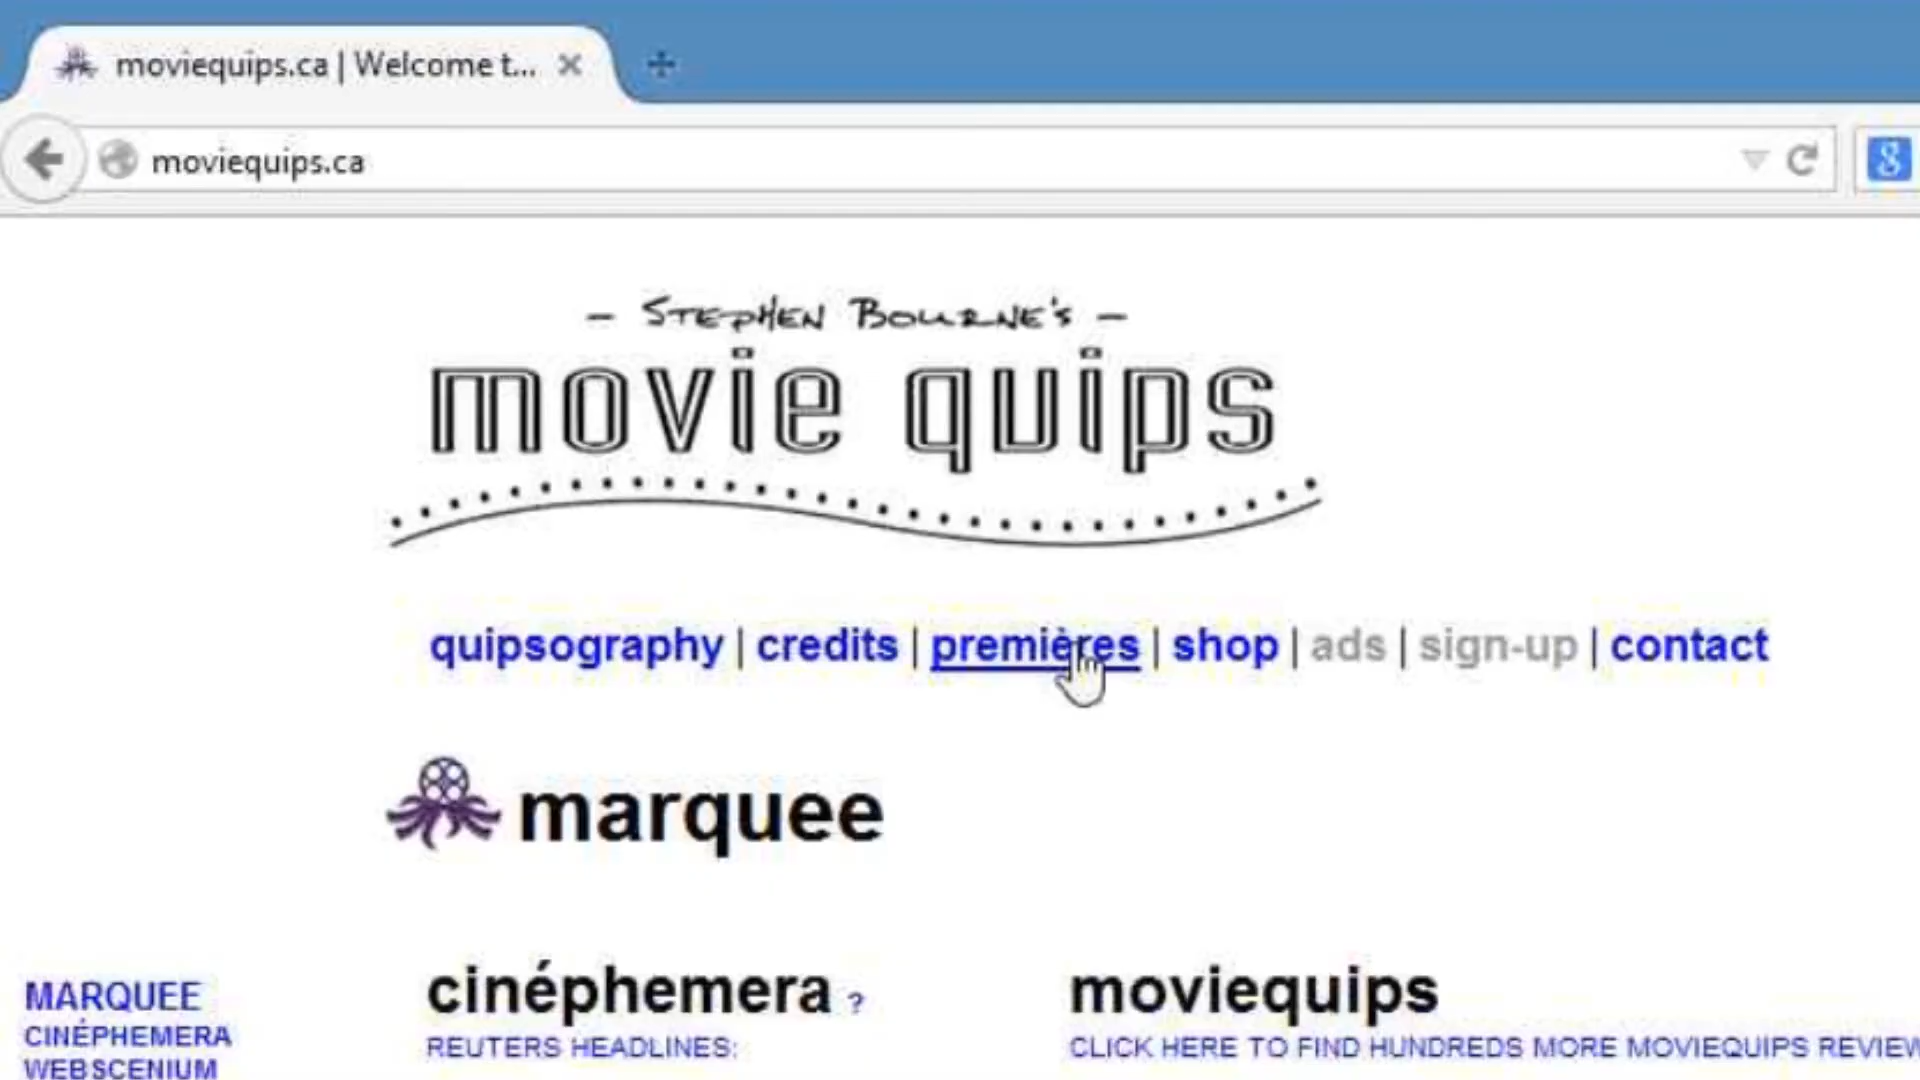 moviequips.ca | Welcome t...
moviequips.ca
8
– STEPHEN BOURNE'S –
movie quips
quipsography | credits | premières | shop | ads | sign-up | contact
marquee
MARQUEE
CINÉPHEMERA
WEBSCENIUM
cinéphemera ?
REUTERS HEADLINES:
moviequips
CLICK HERE TO FIND HUNDREDS MORE MOVIEQUIPS REVIEW